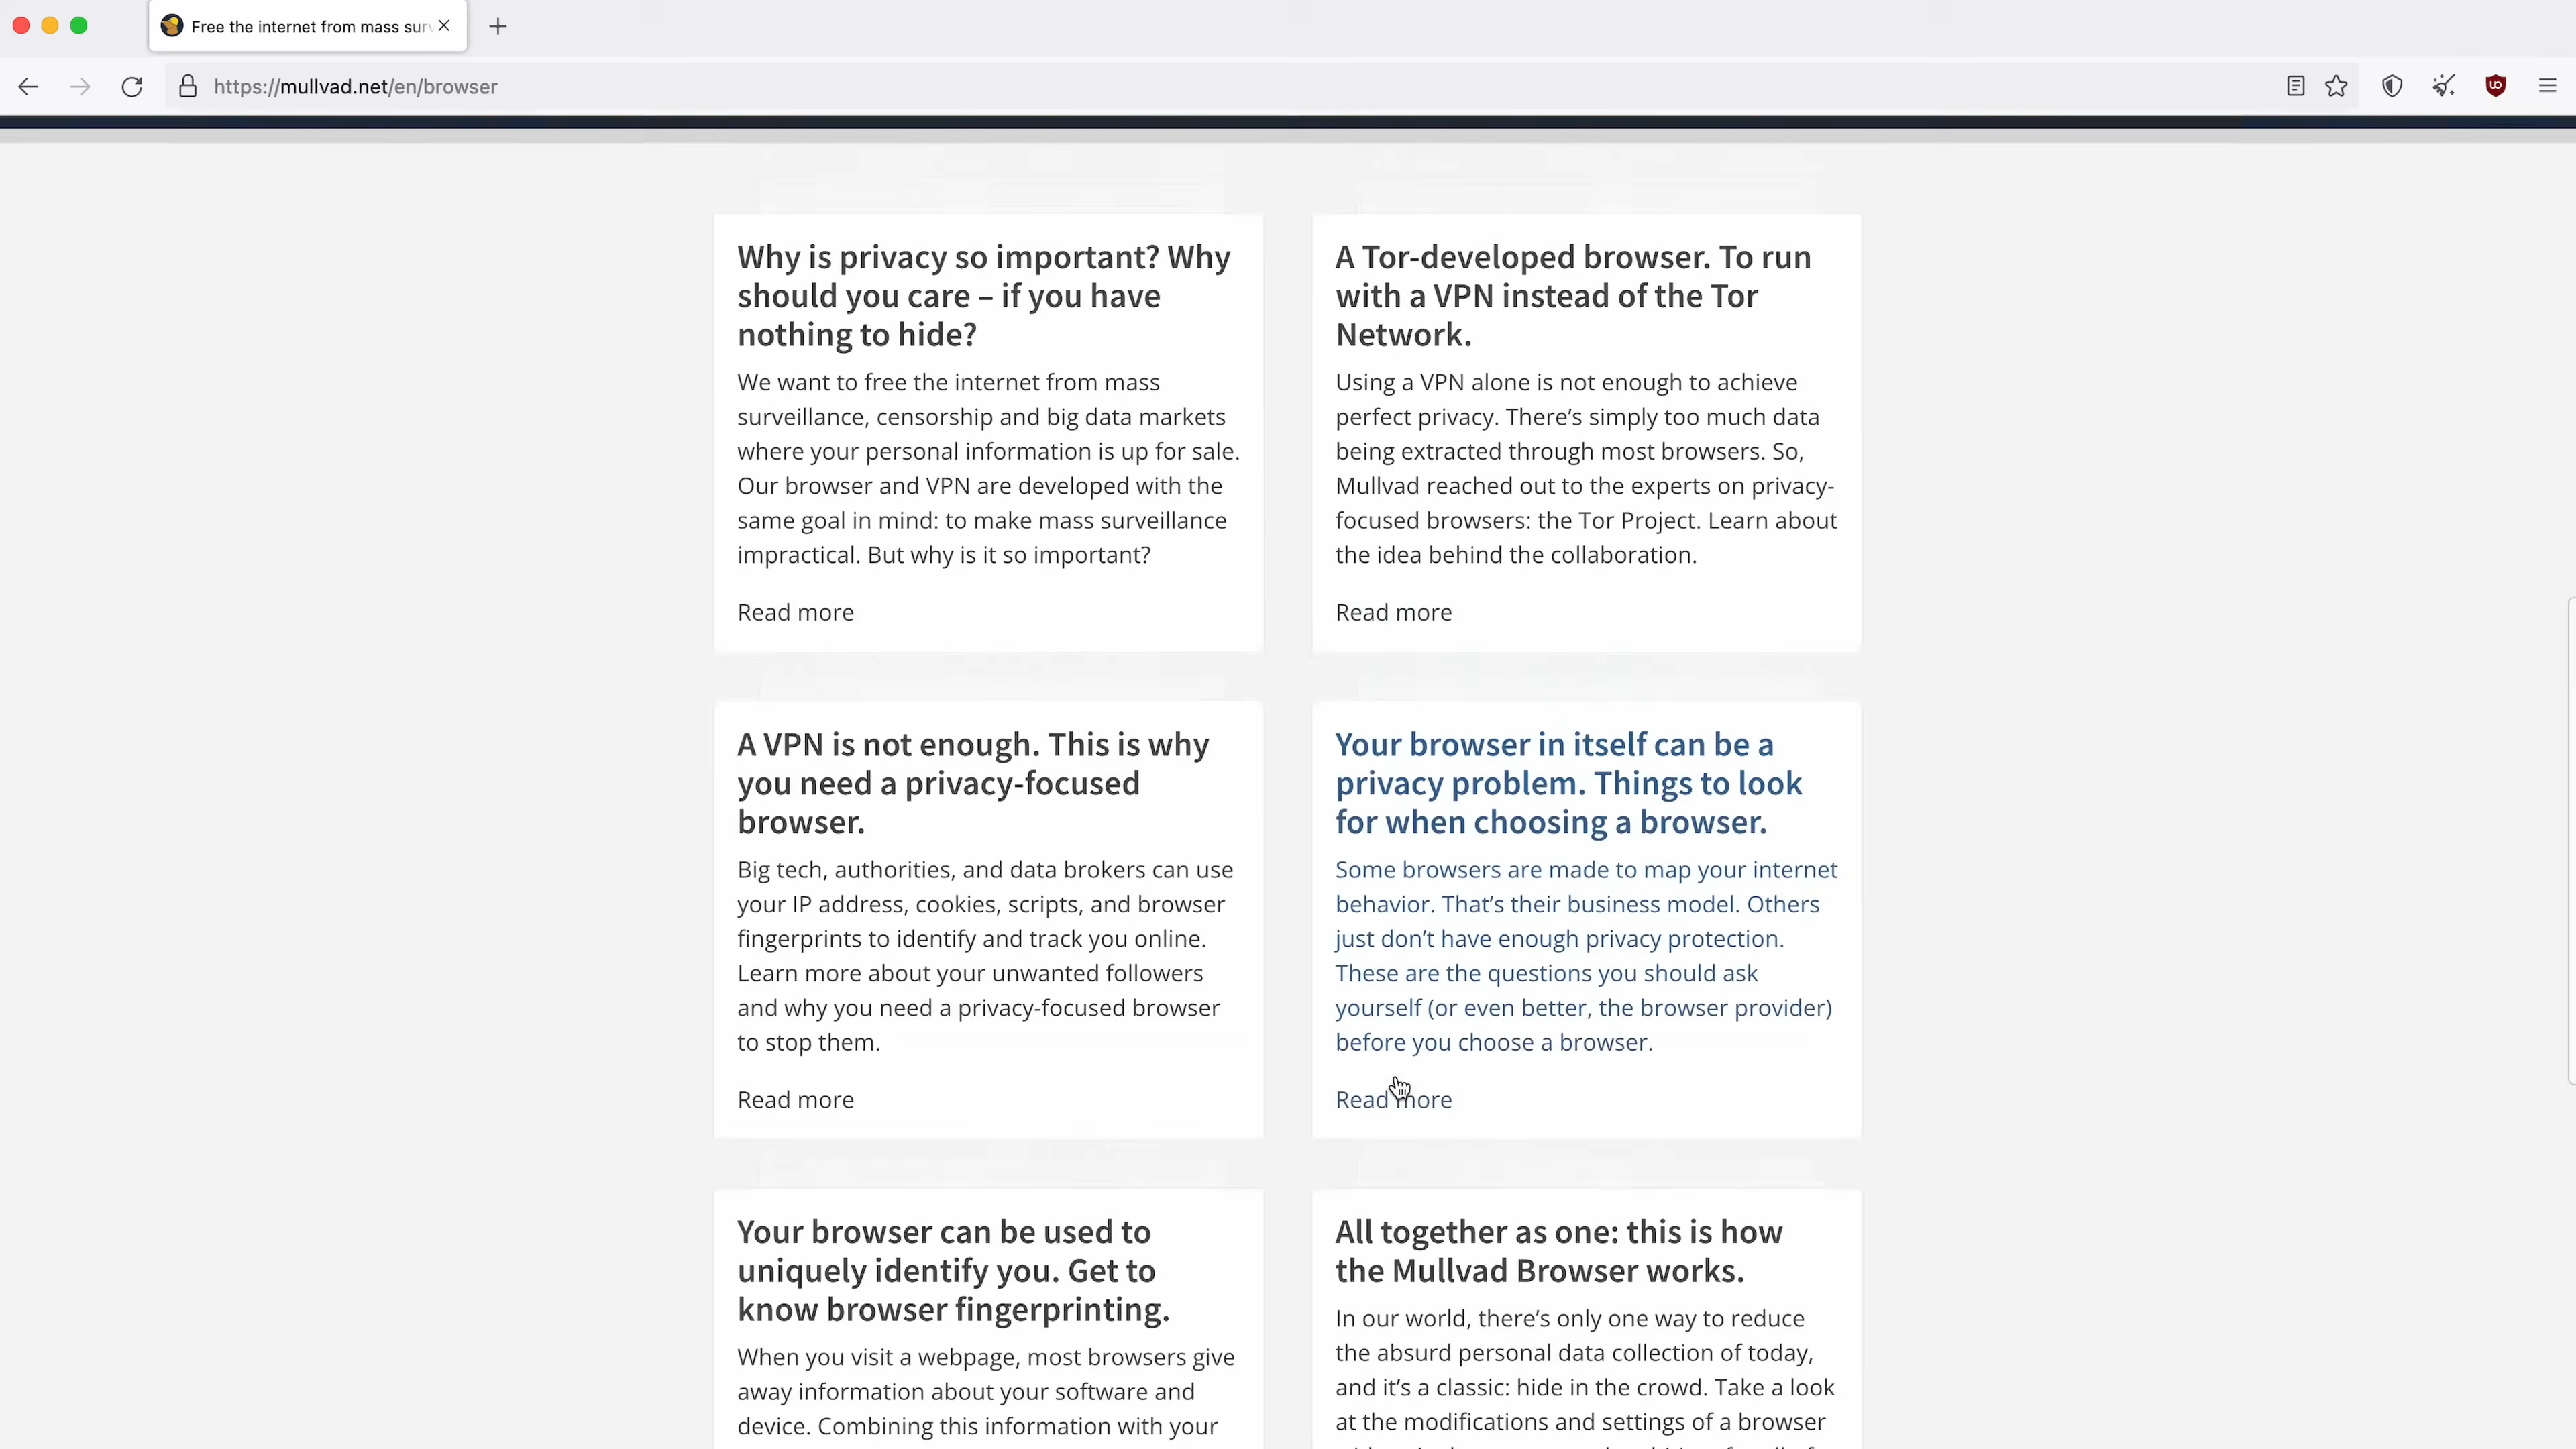 Free the internet from mass sur
https://mullvad.net/en/browser
Why is privacy so important? Why
should you care – if you have
nothing to hide?
We want to free the internet from mass
surveillance, censorship and big data markets
where your personal information is up for sale.
Our browser and VPN are developed with the
same goal in mind: to make mass surveillance
impractical. But why is it so important?
Read more
A Tor-developed browser. To run
with a VPN instead of the Tor
Network.
Using a VPN alone is not enough to achieve
perfect privacy. There’s simply too much data
being extracted through most browsers. So,
Mullvad reached out to the experts on privacy-
focused browsers: the Tor Project. Learn about
the idea behind the collaboration.
Read more
A VPN is not enough. This is why
you need a privacy-focused
browser.
Big tech, authorities, and data brokers can use
your IP address, cookies, scripts, and browser
fingerprints to identify and track you online.
Learn more about your unwanted followers
and why you need a privacy-focused browser
to stop them.
Read more
Your browser in itself can be a
privacy problem. Things to look
for when choosing a browser.
Some browsers are made to map your internet
behavior. That’s their business model. Others
just don’t have enough privacy protection.
These are the questions you should ask
yourself (or even better, the browser provider)
before you choose a browser.
Read more
Your browser can be used to
uniquely identify you. Get to
know browser fingerprinting.
When you visit a webpage, most browsers give
away information about your software and
device. Combining this information with your
All together as one: this is how
the Mullvad Browser works.
In our world, there’s only one way to reduce
the absurd personal data collection of today,
and it’s a classic: hide in the crowd. Take a look
at the modifications and settings of a browser